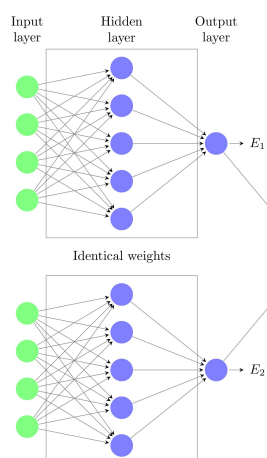 Input
layer
Hidden
layer
Output
layer
E1
Identical weights
E2